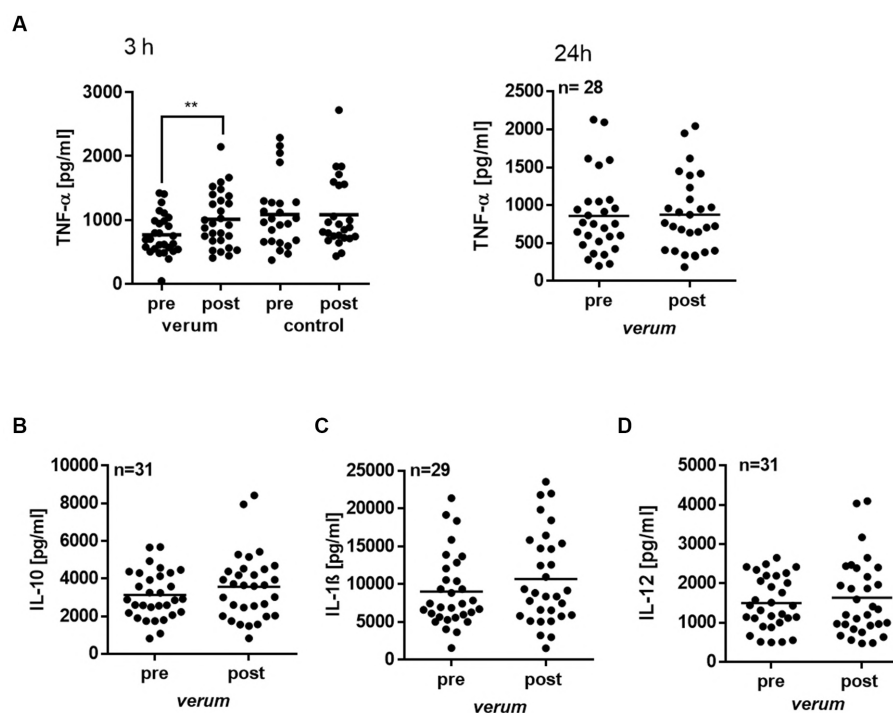 A
3 h
24h
3000
2000
1000
0
TNF-α [pg/ml]
**
pre post pre post
verum control
2500
2000
1500
1000
500
0
TNF-α [pg/ml]
n= 28
pre post
verum
B
10000
8000
6000
4000
2000
0
IL-10 [pg/ml]
n=31
pre post
verum
C
25000
20000
15000
10000
5000
0
IL-1ß [pg/ml]
n=29
pre post
verum
D
5000
4000
3000
2000
1000
0
IL-12 [pg/ml]
n=31
pre post
verum